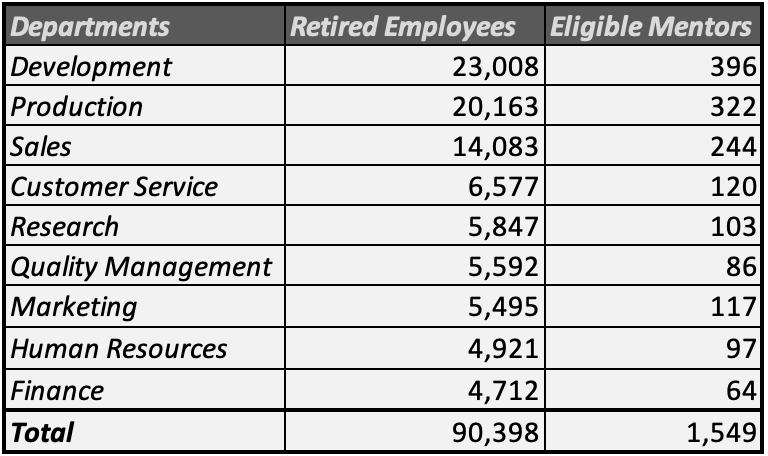 Departments Retired Employees Eligible Mentors
Development 23,008 396
Production 20,163 322
Sales 14,083 244
Customer Service 6,577 120
Research 5,847 103
Quality Management 5,592 86
Marketing 5,495 117
Human Resources 4,921 97
Finance 4,712 64
Total 90,398 1,549